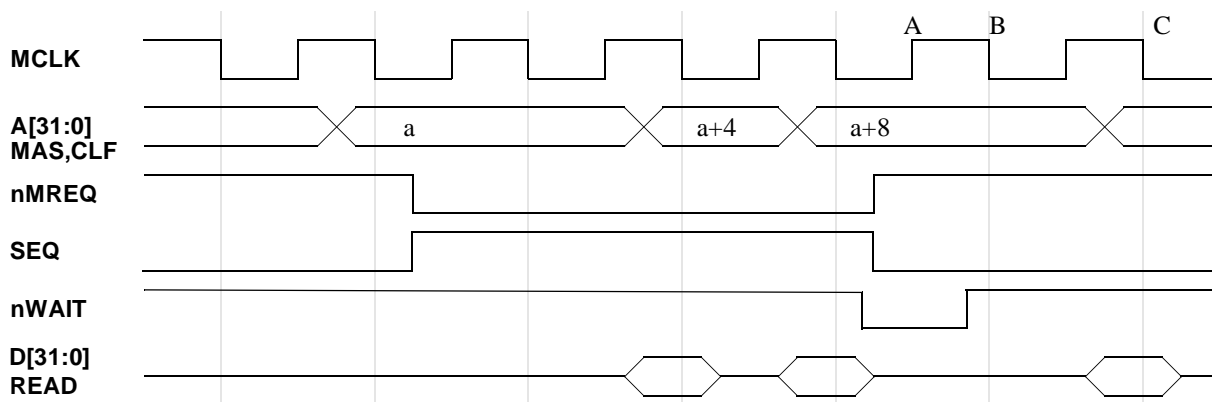 A B C
MCLK
A[31:0] a a+4 a+8
MAS,CLF
nMREQ
SEQ
nWAIT
D[31:0]
READ